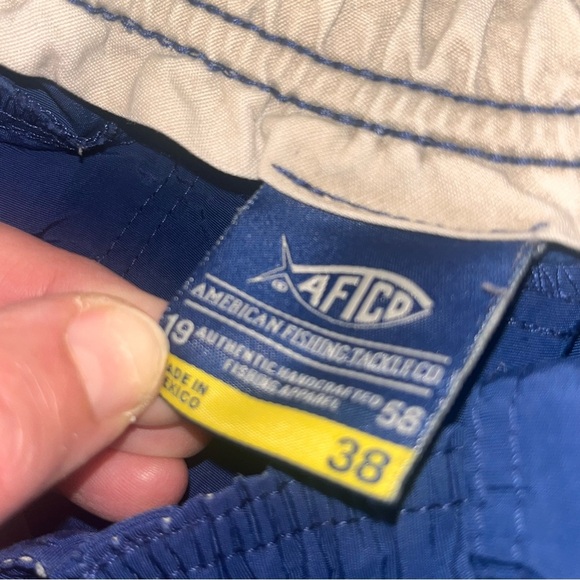 AFTCO
AMERICAN FISHING TACKLE CO.
19 AUTHENTIC HANDCRAFTED 58
FISHING APPAREL
MADE IN
MEXICO
38